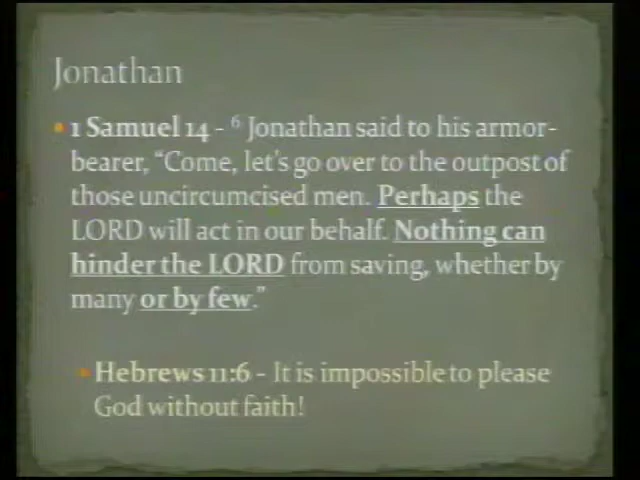 Jonathan
• 1 Samuel 14 - 6 Jonathan said to his armor-
bearer, “Come, let’s go over to the outpost of
those uncircumcised men. Perhaps the
LORD will act in our behalf. Nothing can
hinder the LORD from saving, whether by
many or by few.”
• Hebrews 11:6 - It is impossible to please
God without faith!